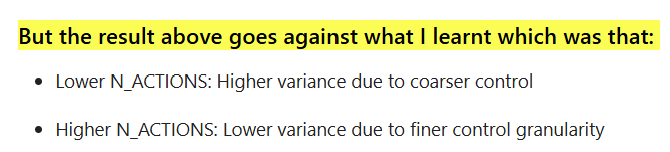 But the result above goes against what I learnt which was that:
• Lower N_ACTIONS: Higher variance due to coarser control
• Higher N_ACTIONS: Lower variance due to finer control granularity